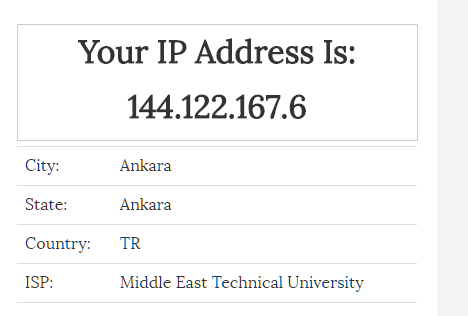 Your IP Address Is:
144.122.167.6
City: Ankara
State: Ankara
Country: TR
ISP: Middle East Technical University